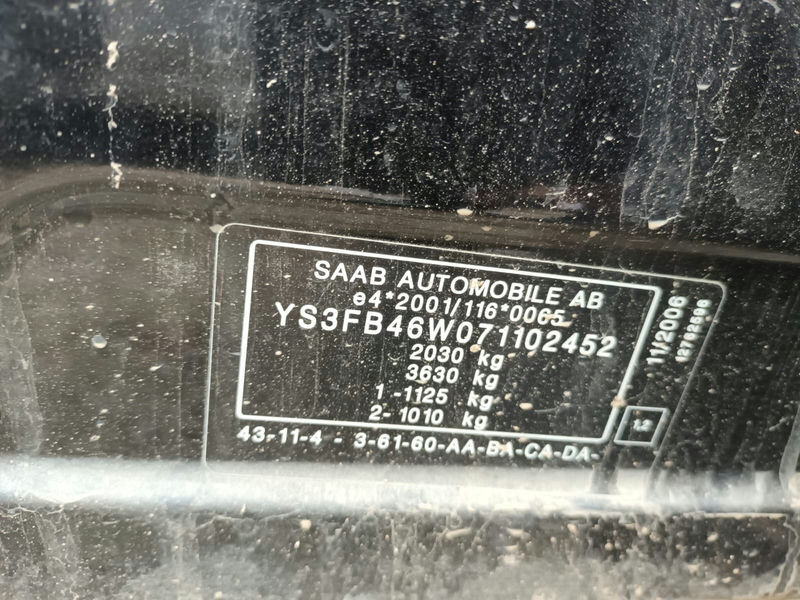 SAAB AUTOMOBILE AB
e4*2001/116*0065
YS3FB46W071102452
2030 kg
3630 kg
1 -1125 kg
2- 1010 kg
43-11-4 - 3-61-60-AA-BA-CA-DA-
11/2006
12